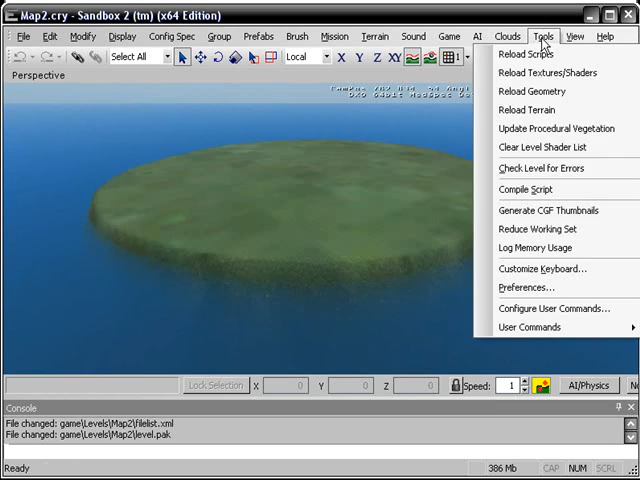 Map2.cry - Sandbox 2 (tm) (x64 Edition)
File Edit Modify Display Config Spec Group Prefabs Brush Mission Terrain Sound Game AI Clouds Tools View Help
Select All X Y Z XY Local 1
Perspective
Reload Scripts
Reload Textures/Shaders
Reload Geometry
Reload Terrain
Update Procedural Vegetation
Clear Level Shader List
Check Level for Errors
Compile Script
Generate CGF Thumbnails
Reduce Working Set
Log Memory Usage
Customize Keyboard...
Preferences...
Configure User Commands...
User Commands
Lock Selection X 0 Y 0 Z 0 Speed: 1 AI/Physics No
Console
File changed: game\Levels\Map2\filelist.xml
File changed: game\Levels\Map2\level.pak
Ready 386 Mb CAP NUM SCRL